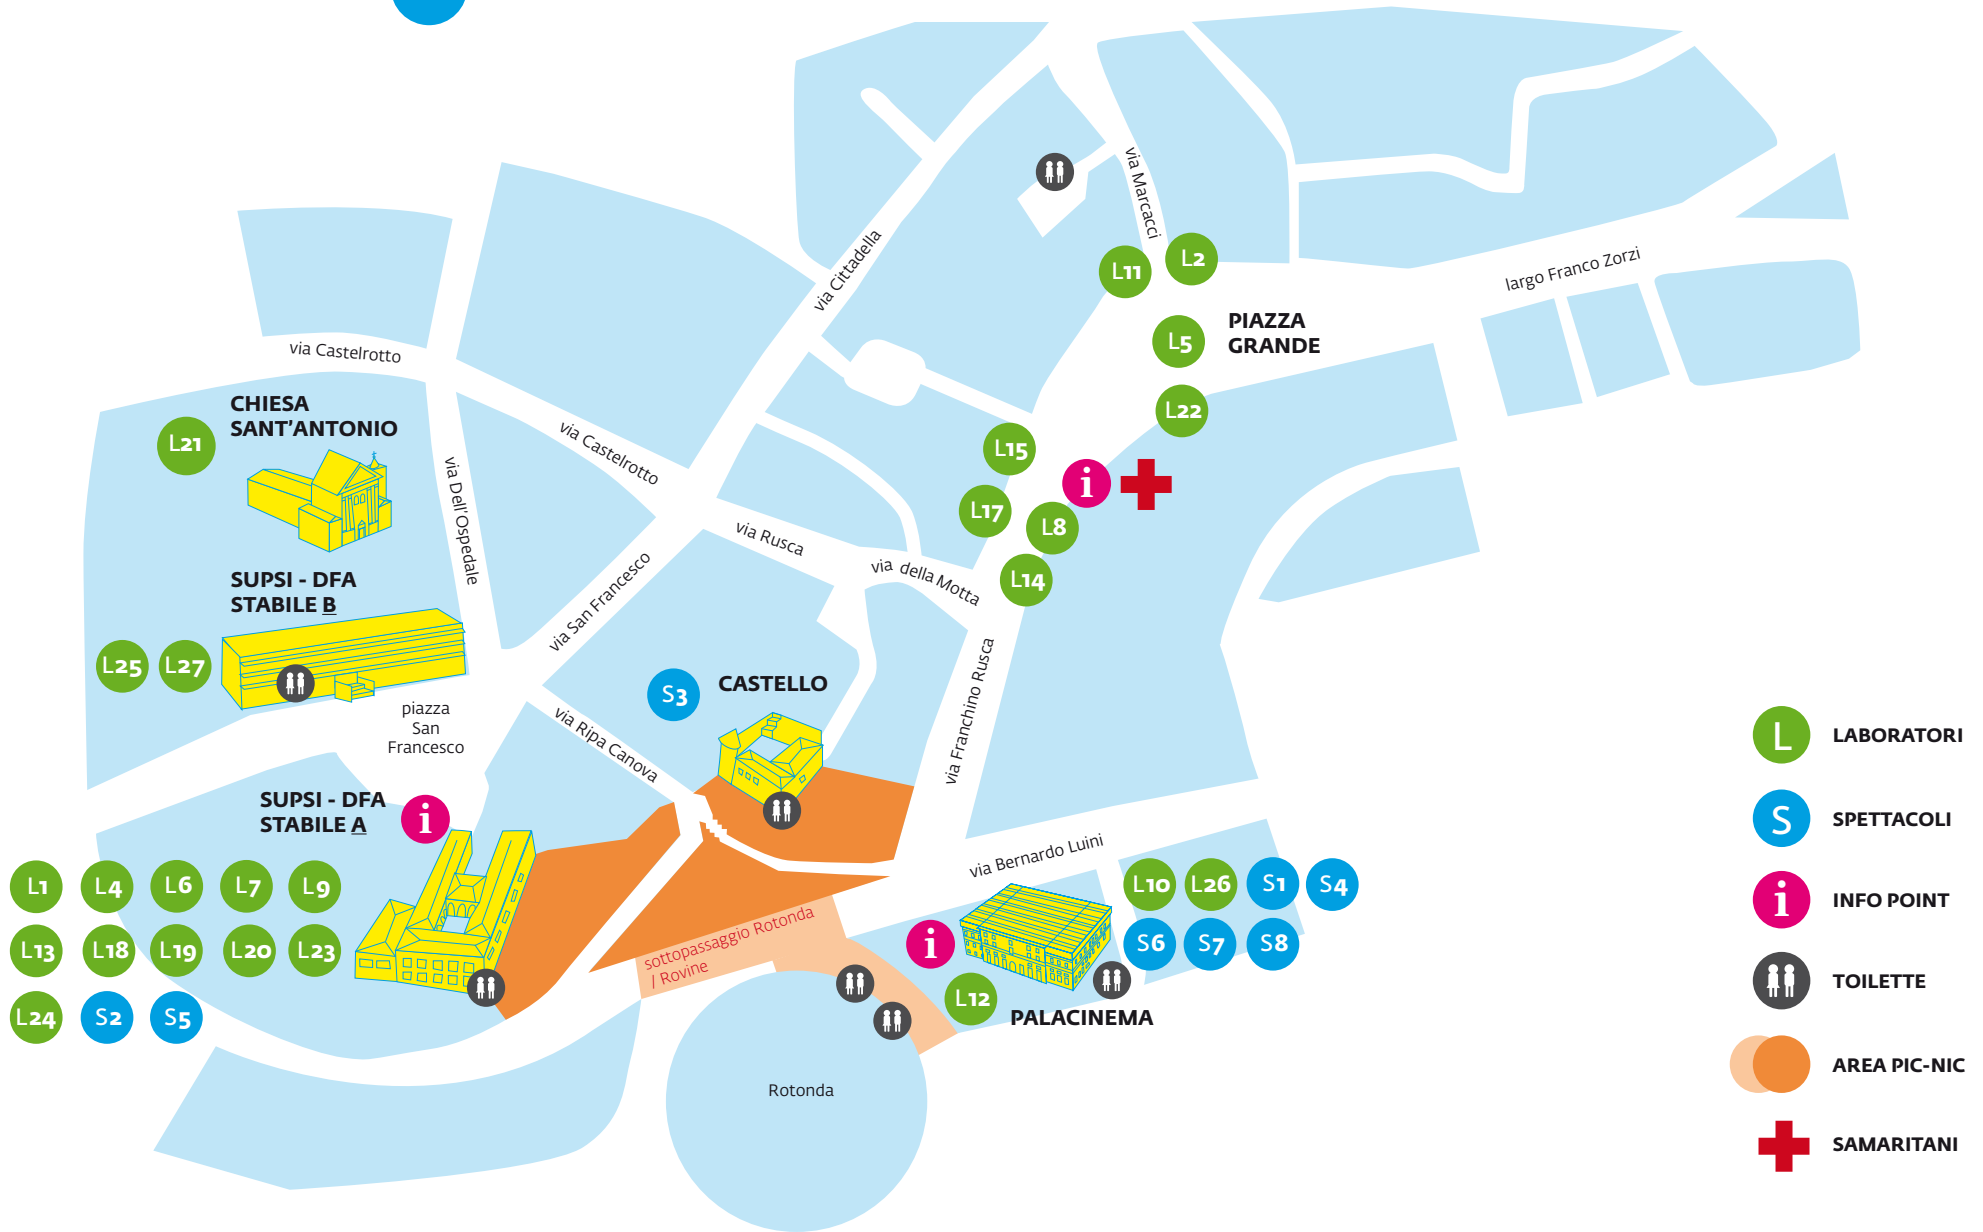 via Marcacci
via Cittadella
L11
L2
largo Franco Zorzi
PIAZZA
GRANDE
L5
via Castelrotto
CHIESA
SANT'ANTONIO
L21
L22
via Castelrotto
L15
i
via Dell'Ospedale
L17
L8
via Rusca
via della Motta
L14
SUPSI - DFA
STABILE B
via San Francesco
L25
L27
S3
CASTELLO
via Franchino Rusca
piazza
San
Francesco
via Ripa Canova
SUPSI - DFA
STABILE A
i
via Bernardo Luini
L1
L4
L6
L7
L9
L10
L26
S1
S4
L13
L18
L19
L20
L23
sottopassaggio Rotonda
/ Rovine
i
S6
S7
S8
L24
S2
S5
L12
PALACINEMA
Rotonda
L
LABORATORI
S
SPETTACOLI
i
INFO POINT
TOILETTE
AREA PIC-NIC
SAMARITANI